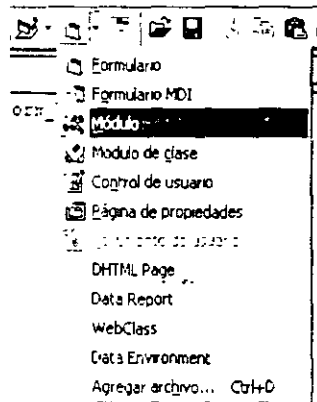 Formulario
Formulario MDI
Módulo
Modulo de clase
Control de usuario
Página de propiedades
DHTML Page
Data Report
WebClass
Data Environment
Agregar archivo... Ctrl+D